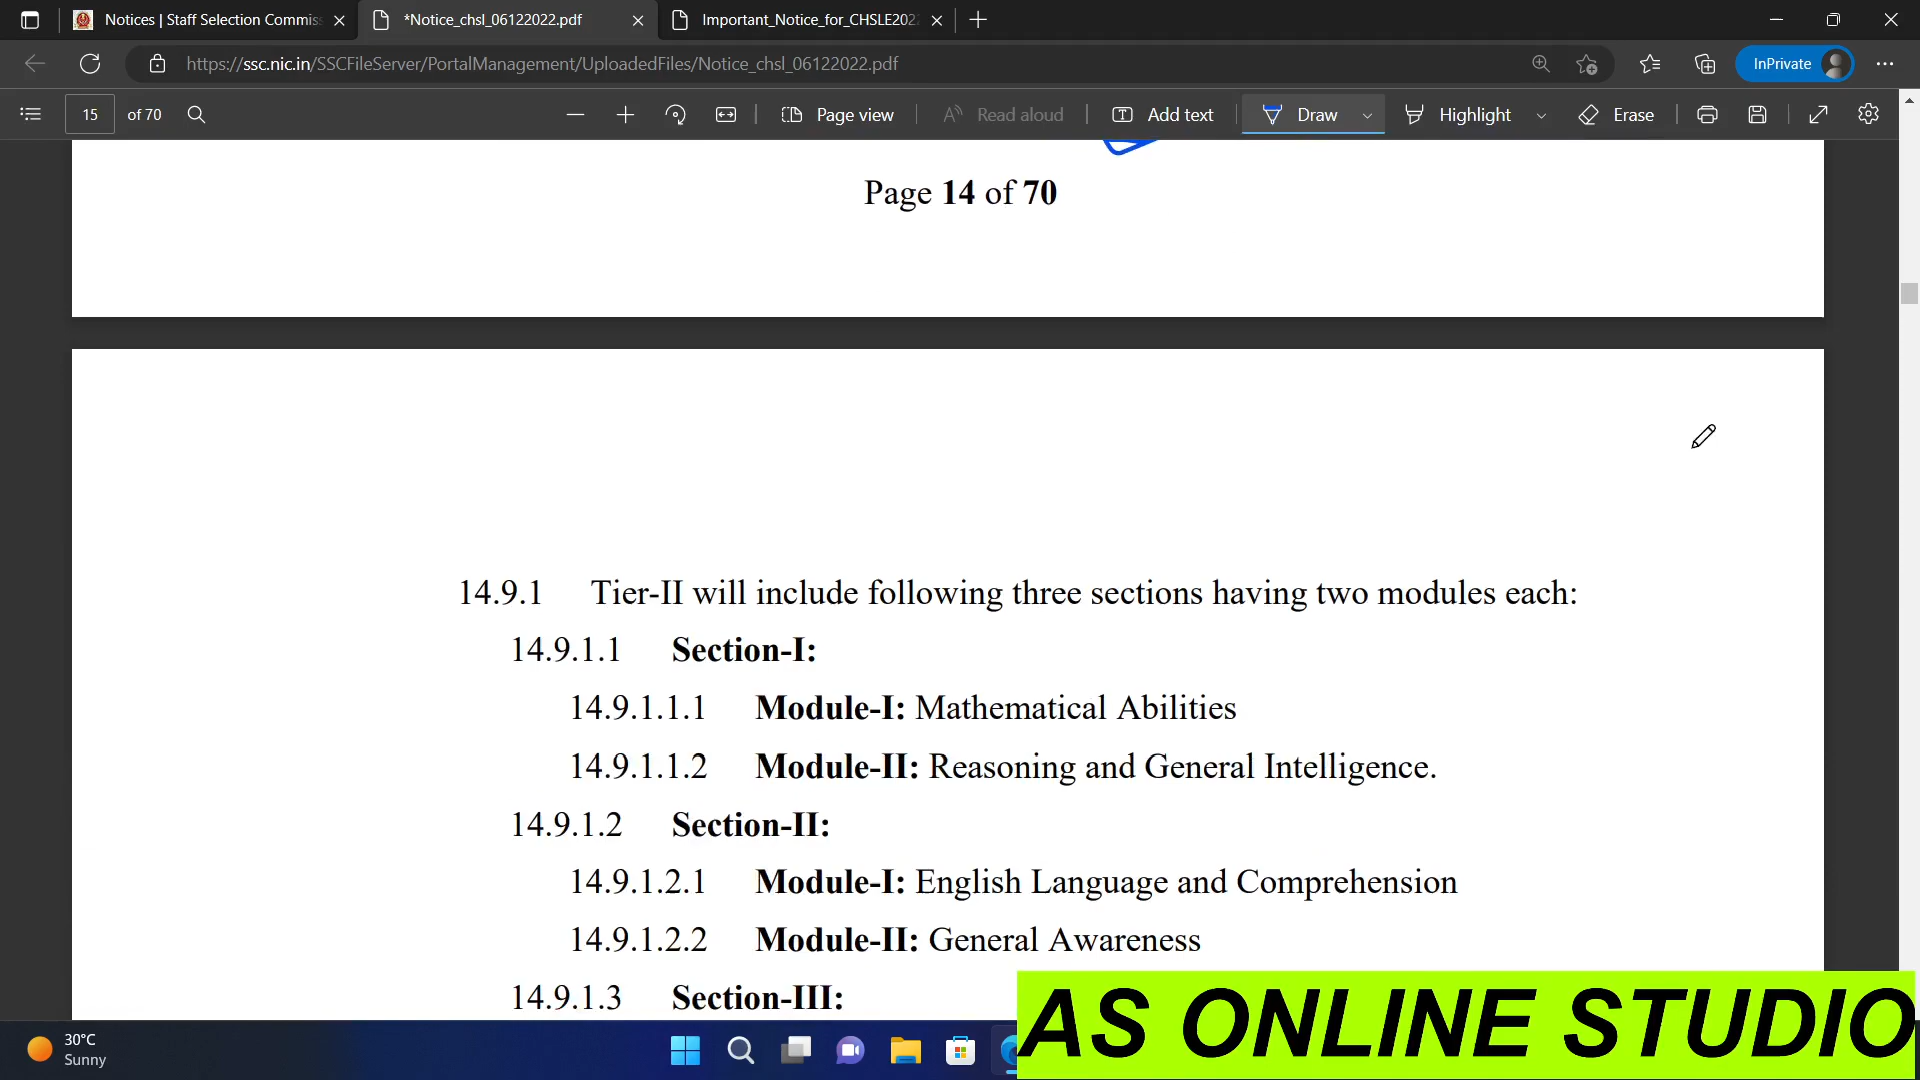 Notices | Staff Selection Commis
*Notice_chsl_06122022.pdf
Important_Notice_for_CHSLE202
https://ssc.nic.in/SSCFileServer/PortalManagement/UploadedFiles/Notice_chsl_06122022.pdf
InPrivate
15 of 70
Page view
Read aloud
Add text
Draw
Highlight
Erase
Page 14 of 70
14.9.1 Tier-II will include following three sections having two modules each:
14.9.1.1 Section-I:
14.9.1.1.1 Module-I: Mathematical Abilities
14.9.1.1.2 Module-II: Reasoning and General Intelligence.
14.9.1.2 Section-II:
14.9.1.2.1 Module-I: English Language and Comprehension
14.9.1.2.2 Module-II: General Awareness
14.9.1.3 Section-III:
30°C
Sunny
AS ONLINE STUDIO